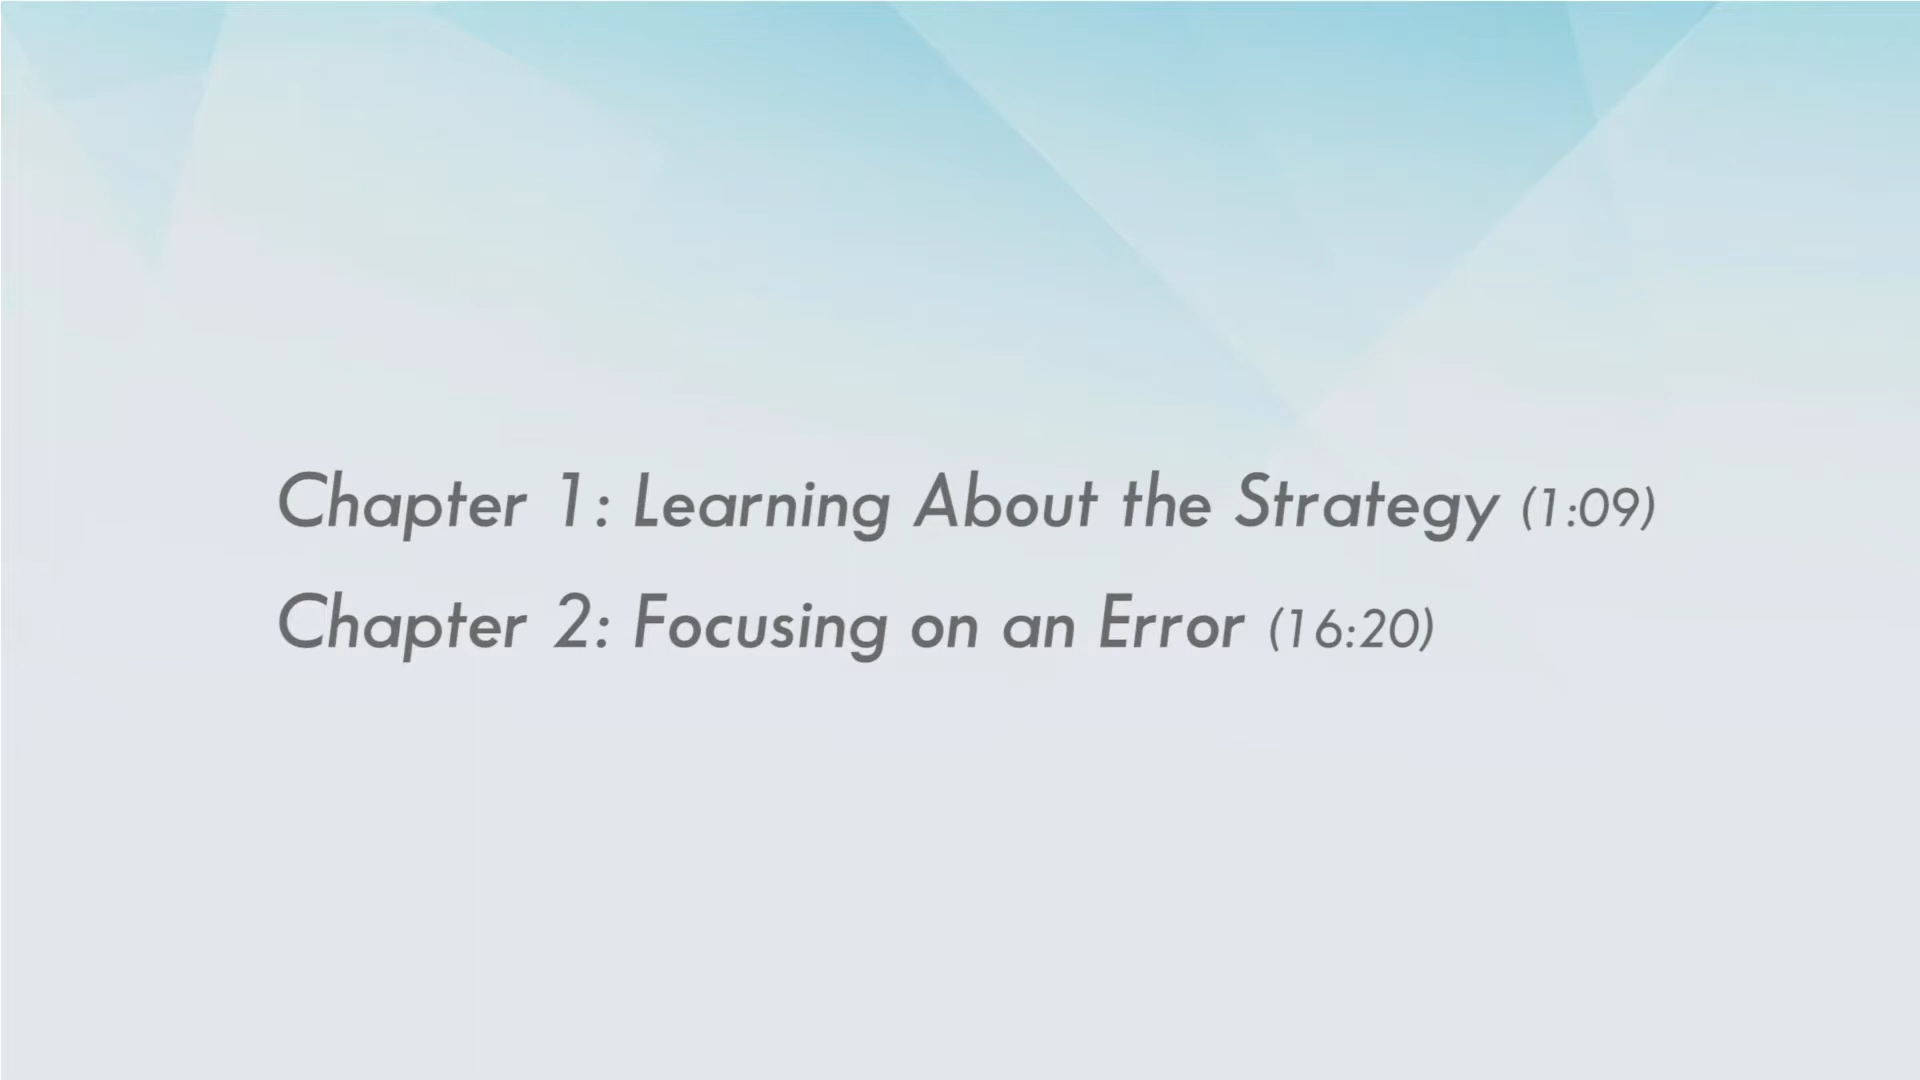 Chapter 1: Learning About the Strategy (1:09)
Chapter 2: Focusing on an Error (16:20)